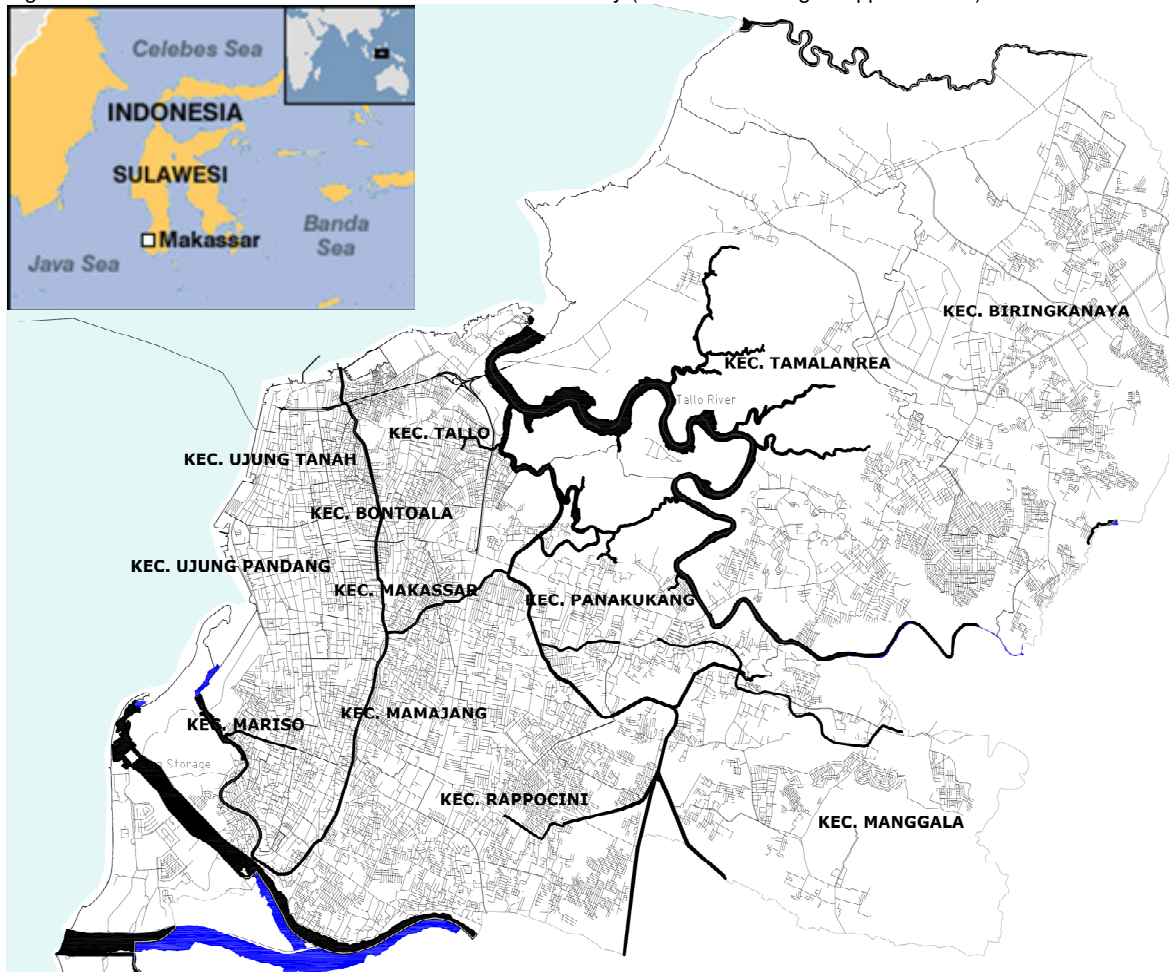 Celebes Sea
INDONESIA
SULAWESI
Makassar
Banda
Sea
Java Sea
KEC. BIRINGKANAYA
KEC. TAMALANREA
Tallo River
KEC. TALLO
KEC. UJUNG TANAH
KEC. BONTOALA
KEC. UJUNG PANDANG
KEC. MAKASSAR
KEC. PANAKUKANG
KEC. MARISO
KEC. MAMAJANG
Storage
KEC. RAPPOCINI
KEC. MANGGALA